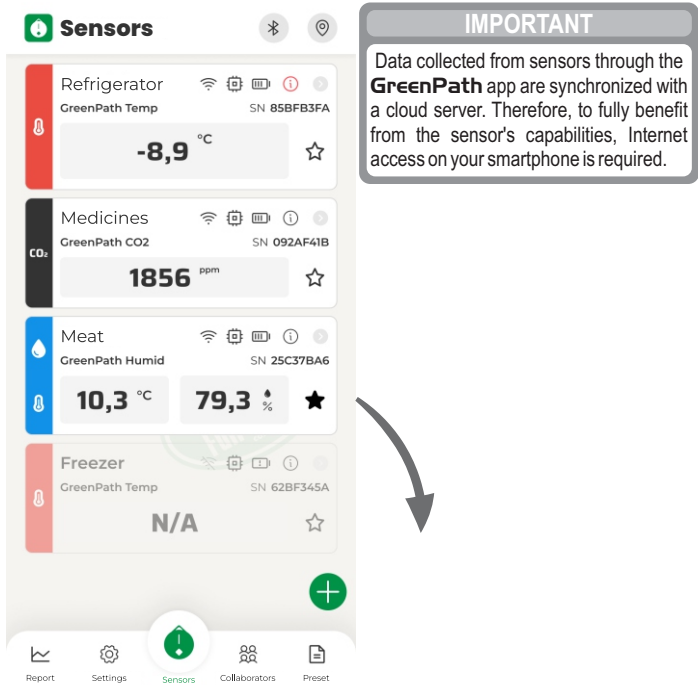 Sensors
Refrigerator
GreenPath Temp SN 85BFB3FA
-8,9 °C
Medicines
CO₂
GreenPath CO2 SN 092AF41B
1856 ppm
Meat
GreenPath Humid SN 25C37BA6
10,3 °C 79,3 %
Freezer
GreenPath Temp SN 62BF345A
N/A
Report Settings Sensors Collaborators Preset
IMPORTANT
Data collected from sensors through the
GreenPath app are synchronized with
a cloud server. Therefore, to fully benefit
from the sensor's capabilities, Internet
access on your smartphone is required.